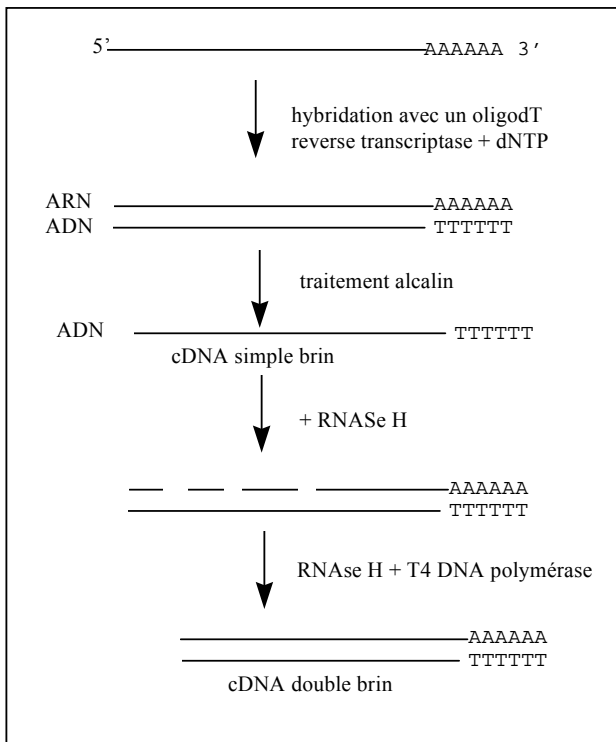 5' AAAAAA 3'
hybridation avec un oligodT
reverse transcriptase + dNTP
ARN AAAAAA
ADN TTTTTT
traitement alcalin
ADN TTTTTT
cDNA simple brin
+ RNASe H
AAAAAA
TTTTTT
RNAse H + T4 DNA polymérase
AAAAAA
TTTTTT
cDNA double brin